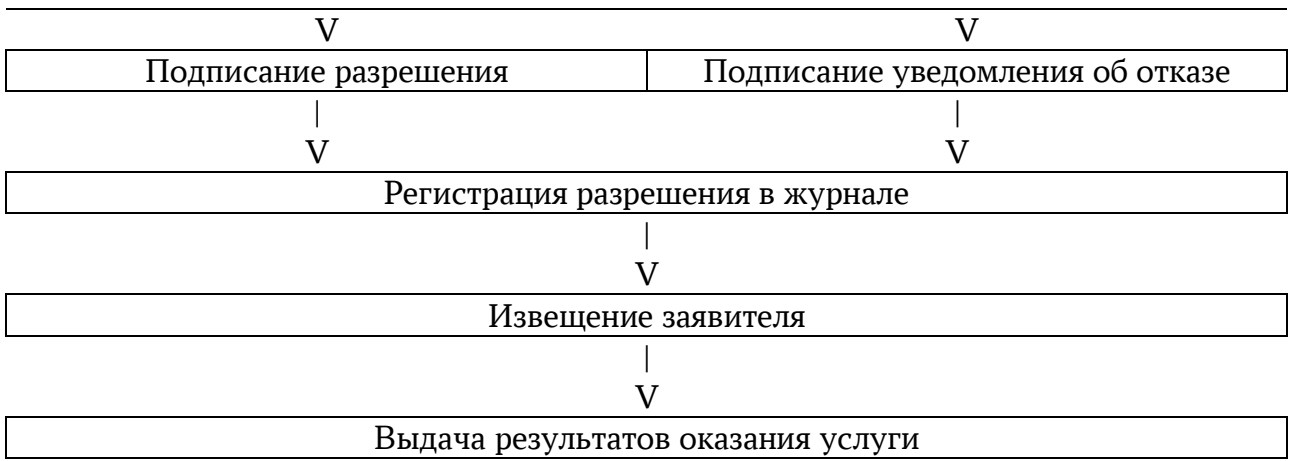 V V
Подписание разрешения Подписание уведомления об отказе
| |
V V
Регистрация разрешения в журнале
|
V
Извещение заявителя
|
V
Выдача результатов оказания услуги